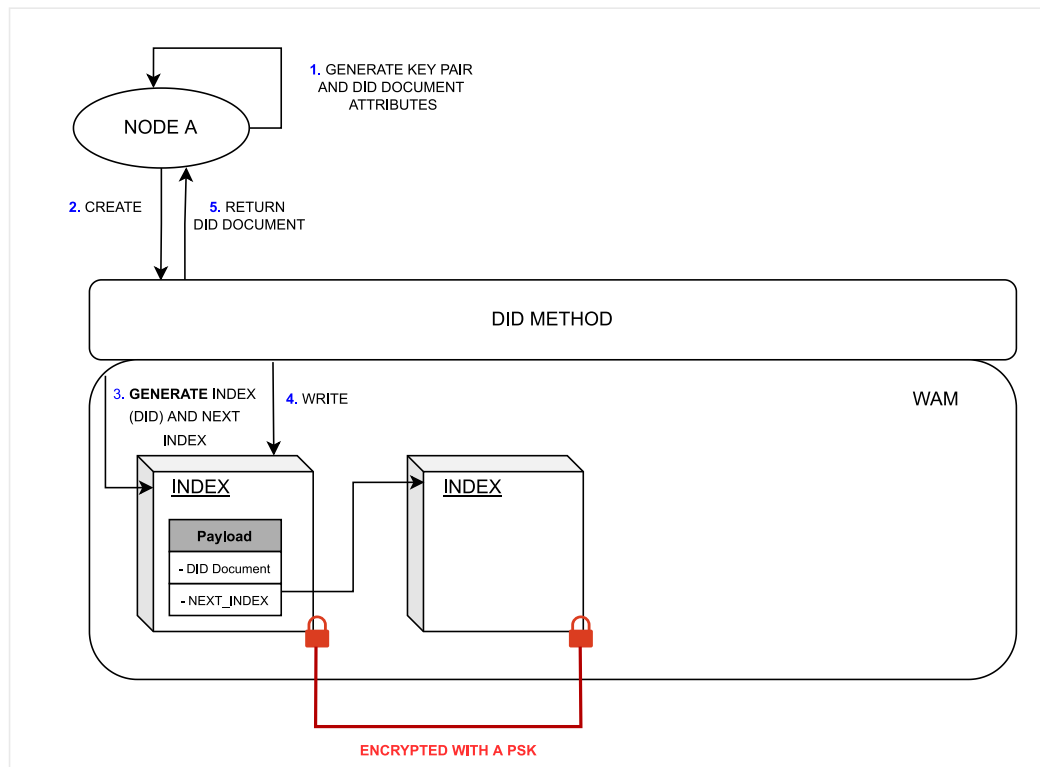 1. GENERATE KEY PAIR
AND DID DOCUMENT
ATTRIBUTES
NODE A
2. CREATE
5. RETURN
DID DOCUMENT
DID METHOD
3. GENERATE INDEX
(DID) AND NEXT
INDEX
4. WRITE
WAM
INDEX
Payload
- DID Document
- NEXT_INDEX
INDEX
ENCRYPTED WITH A PSK